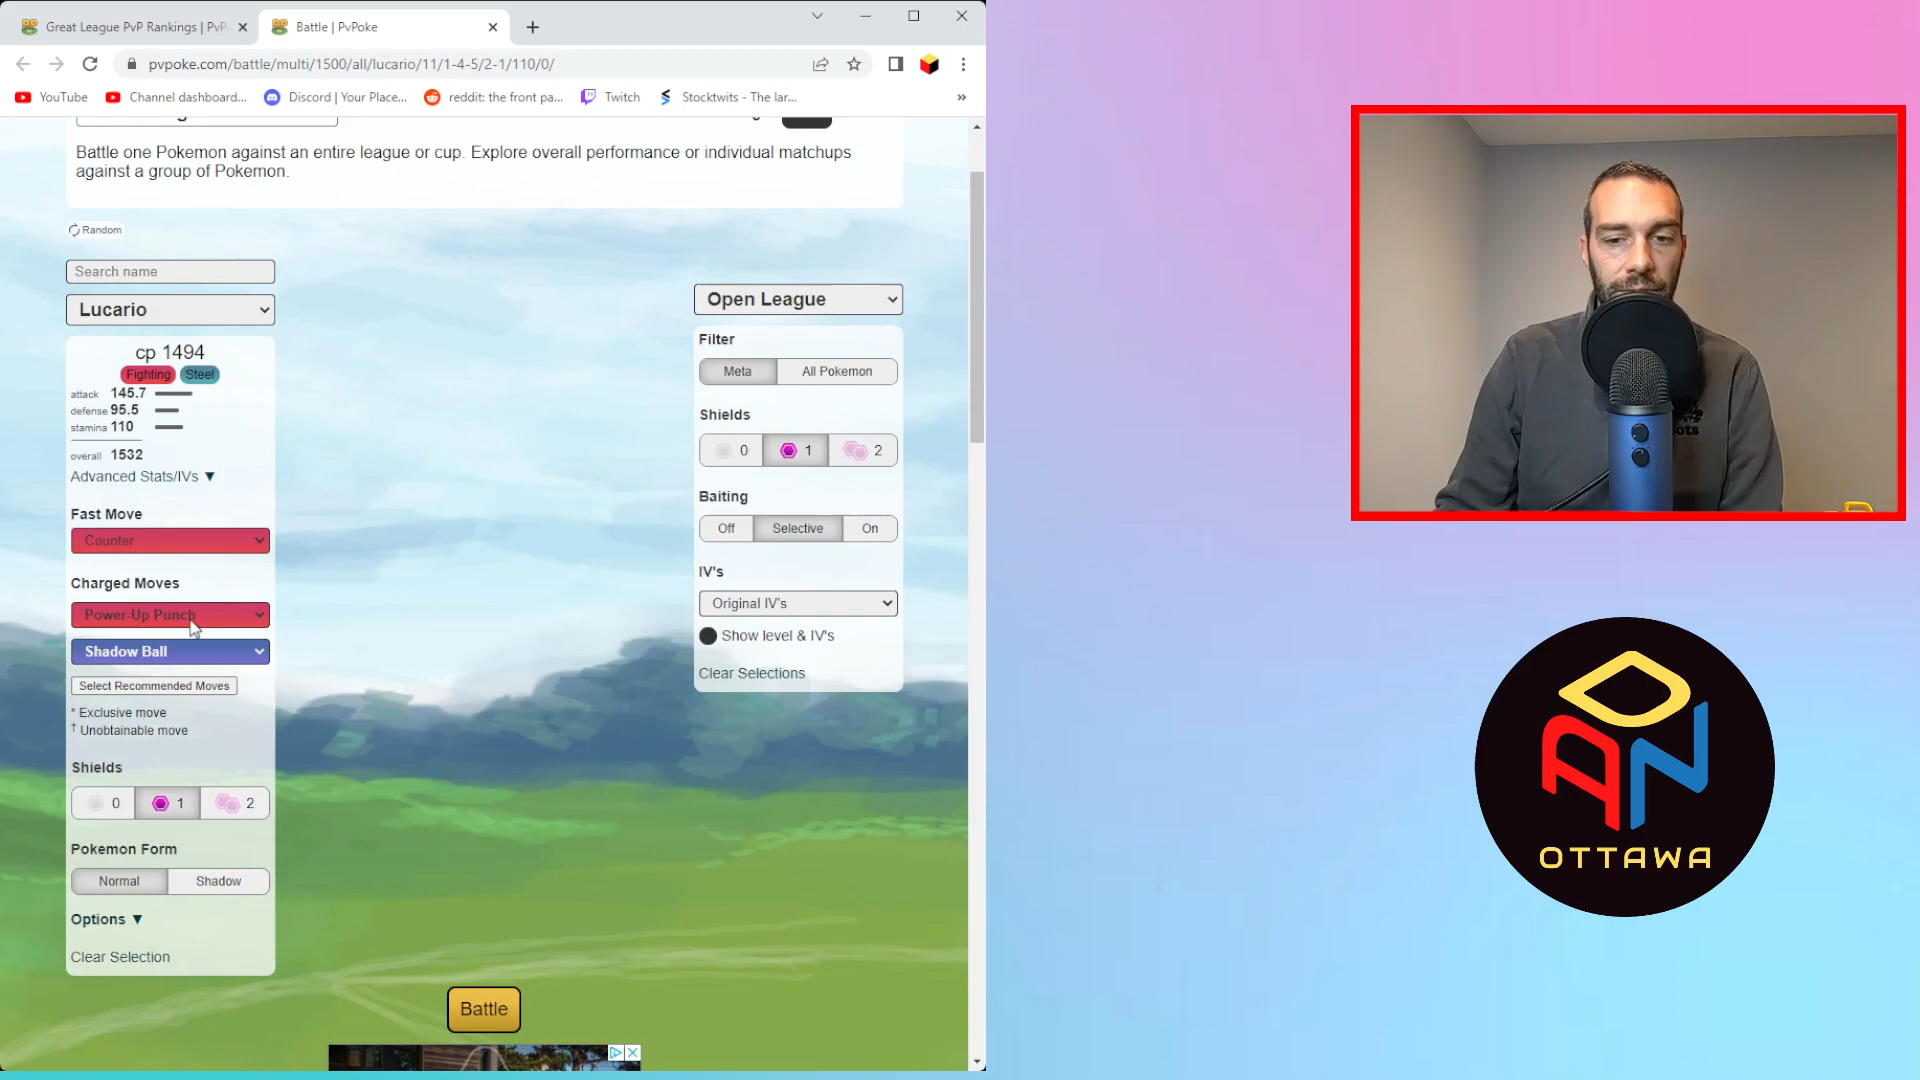 Great League PvP Rankings | PvP
Battle | PvPoke
pvpoke.com/battle/multi/1500/all/lucario/11/1-4-5/2-1/110/0/
YouTube
Channel dashboard...
Discord | Your Place...
reddit: the front pa...
Twitch
Stocktwits - The lar...
»
Battle one Pokemon against an entire league or cup. Explore overall performance or individual matchups
against a group of Pokemon.
Random
Search name
Lucario
cp 1494
Fighting Steel
attack 145.7
defense 95.5
stamina 110
overall 1532
Advanced Stats/IVs ▼
Fast Move
Counter
Charged Moves
Power-Up Punch
Shadow Ball
Select Recommended Moves
* Exclusive move
† Unobtainable move
Shields
0 1 2
Pokemon Form
Normal Shadow
Options ▼
Clear Selection
Open League
Filter
Meta All Pokemon
Shields
0 1 2
Baiting
Off Selective On
IV's
Original IV's
Show level & IV's
Clear Selections
Battle
DAN
OTTAWA